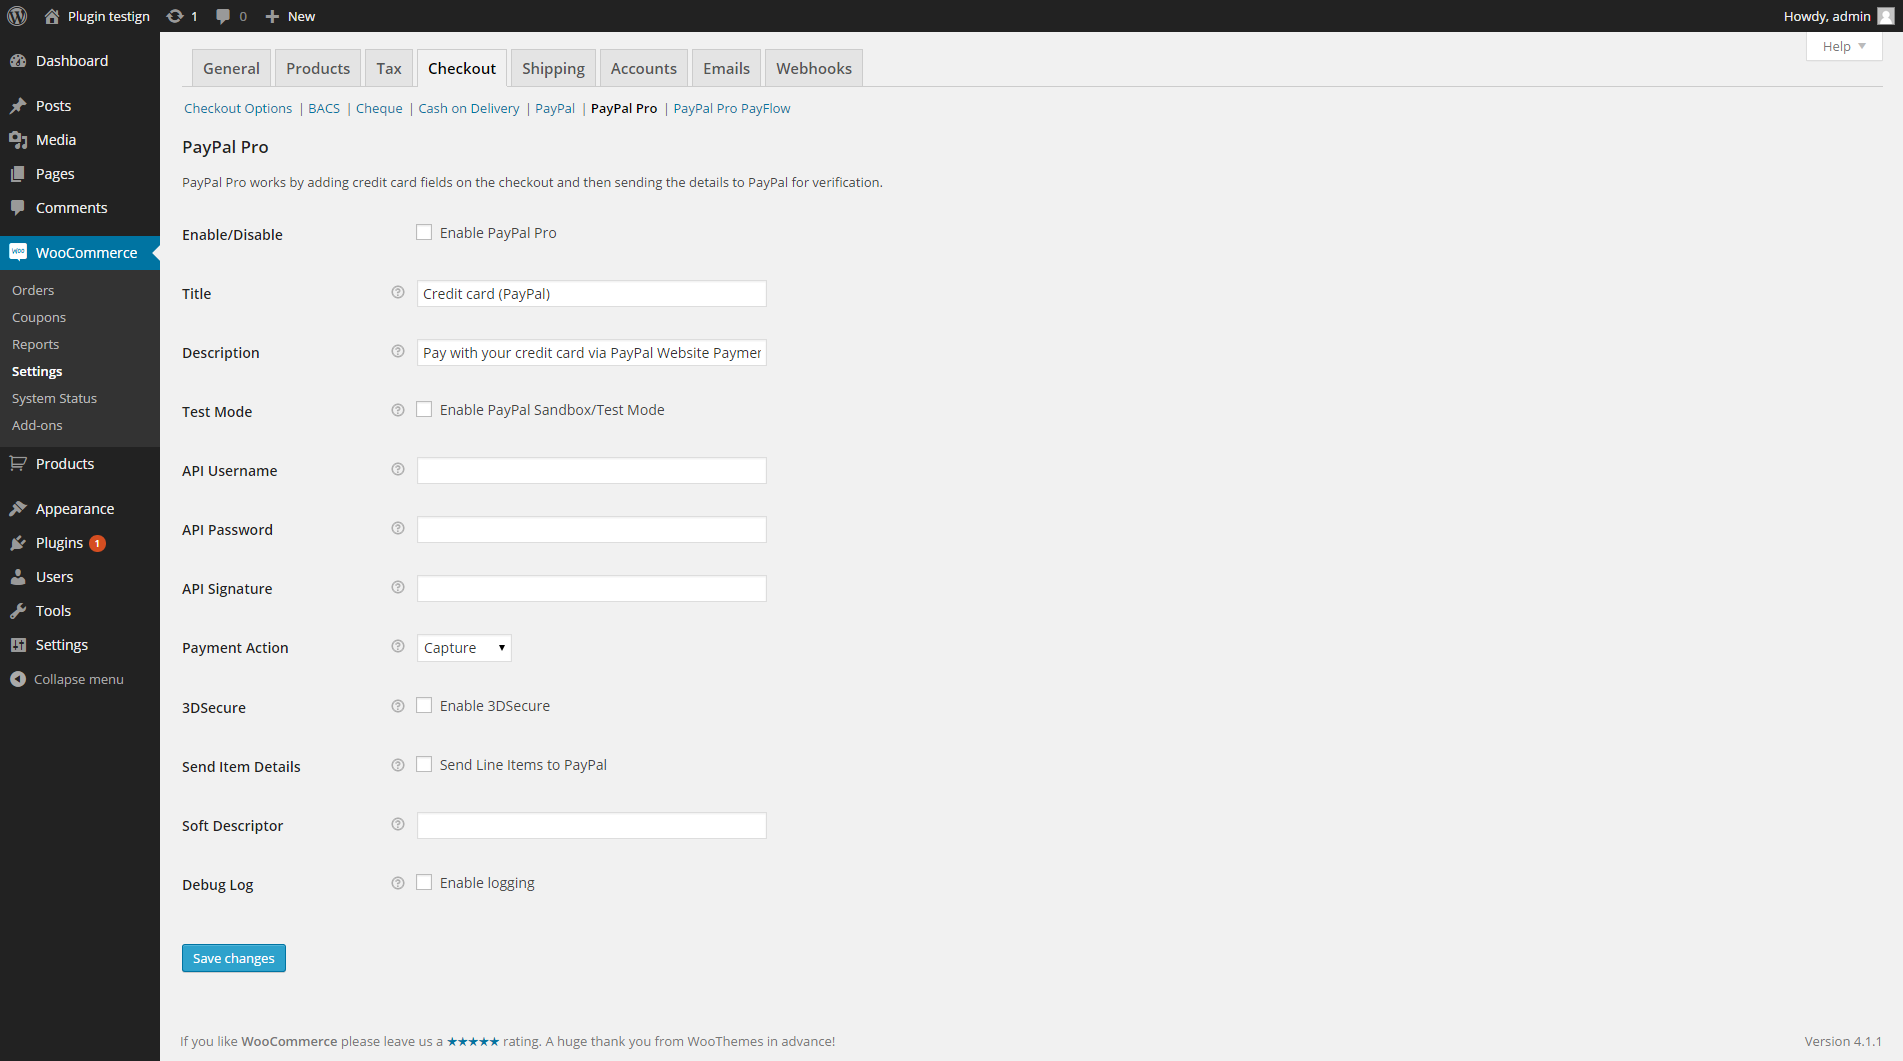 Plugin testign 1 0 New Howdy, admin
Help
Dashboard
Posts
Media
Pages
Comments
WooCommerce
Orders
Coupons
Reports
Settings
System Status
Add-ons
Products
Appearance
Plugins 1
Users
Tools
Settings
Collapse menu
General Products Tax Checkout Shipping Accounts Emails Webhooks
Checkout Options | BACS | Cheque | Cash on Delivery | PayPal | PayPal Pro | PayPal Pro PayFlow
PayPal Pro
PayPal Pro works by adding credit card fields on the checkout and then sending the details to PayPal for verification.
Enable/Disable Enable PayPal Pro
Title Credit card (PayPal)
Description Pay with your credit card via PayPal Website Paymer
Test Mode Enable PayPal Sandbox/Test Mode
API Username
API Password
API Signature
Payment Action Capture
3DSecure Enable 3DSecure
Send Item Details Send Line Items to PayPal
Soft Descriptor
Debug Log Enable logging
Save changes
If you like WooCommerce please leave us a ★★★★★ rating. A huge thank you from WooThemes in advance! Version 4.1.1